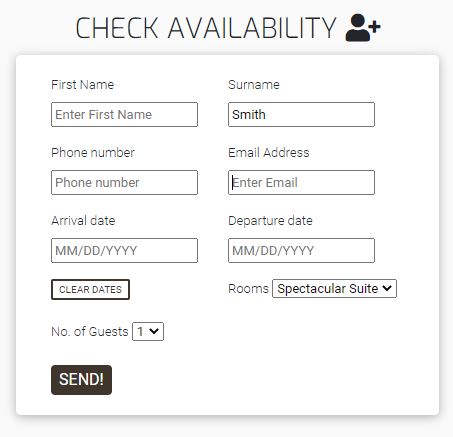 CHECK AVAILABILITY
First Name Surname
Enter First Name Smith
Phone number Email Address
Phone number Enter Email
Arrival date Departure date
MM/DD/YYYY MM/DD/YYYY
CLEAR DATES Rooms Spectacular Suite
No. of Guests 1
SEND!